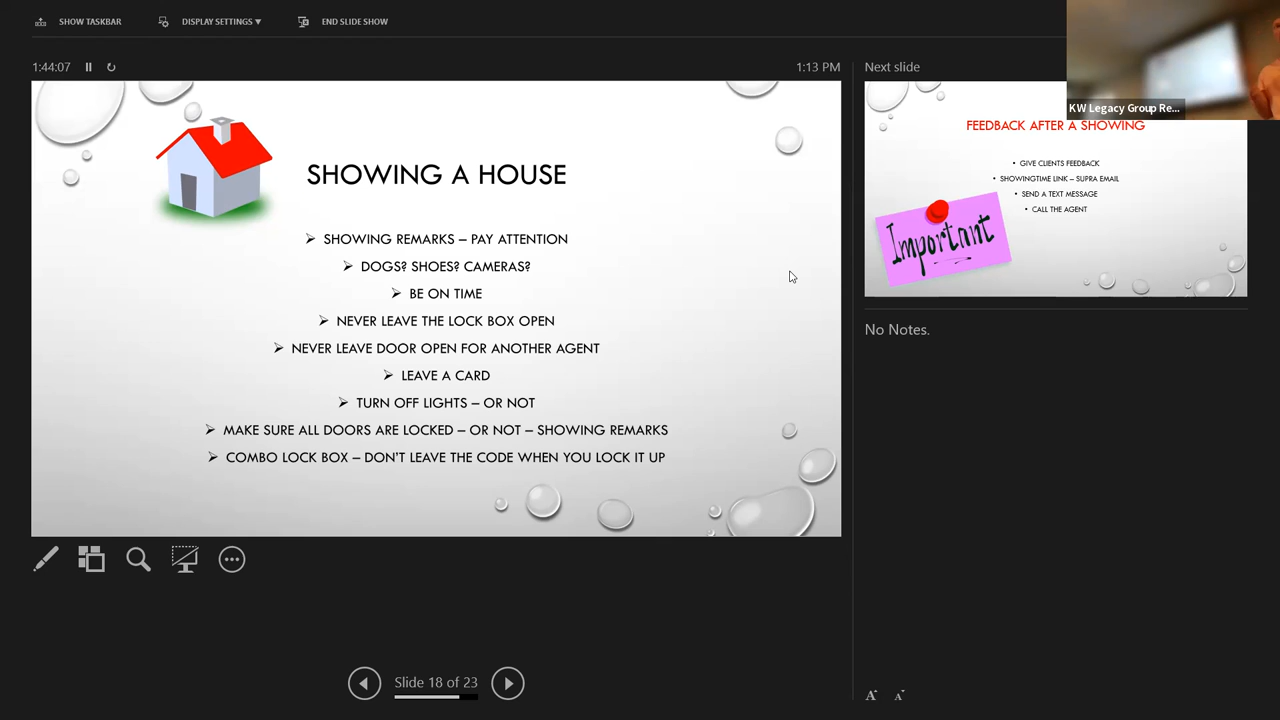 SHOW TASKBAR
DISPLAY SETTINGS ▼
END SLIDE SHOW
1:44:07
1:13 PM
SHOWING A HOUSE
➢ SHOWING REMARKS – PAY ATTENTION
➢ DOGS? SHOES? CAMERAS?
➢ BE ON TIME
➢ NEVER LEAVE THE LOCK BOX OPEN
➢ NEVER LEAVE DOOR OPEN FOR ANOTHER AGENT
➢ LEAVE A CARD
➢ TURN OFF LIGHTS – OR NOT
➢ MAKE SURE ALL DOORS ARE LOCKED – OR NOT – SHOWING REMARKS
➢ COMBO LOCK BOX – DON'T LEAVE THE CODE WHEN YOU LOCK IT UP
Slide 18 of 23
Next slide
KW Legacy Group Re...
FEEDBACK AFTER A SHOWING
• GIVE CLIENTS FEEDBACK
• SHOWINGTIME LINK – SUPRA EMAIL
• SEND A TEXT MESSAGE
• CALL THE AGENT
Important
No Notes.
A A